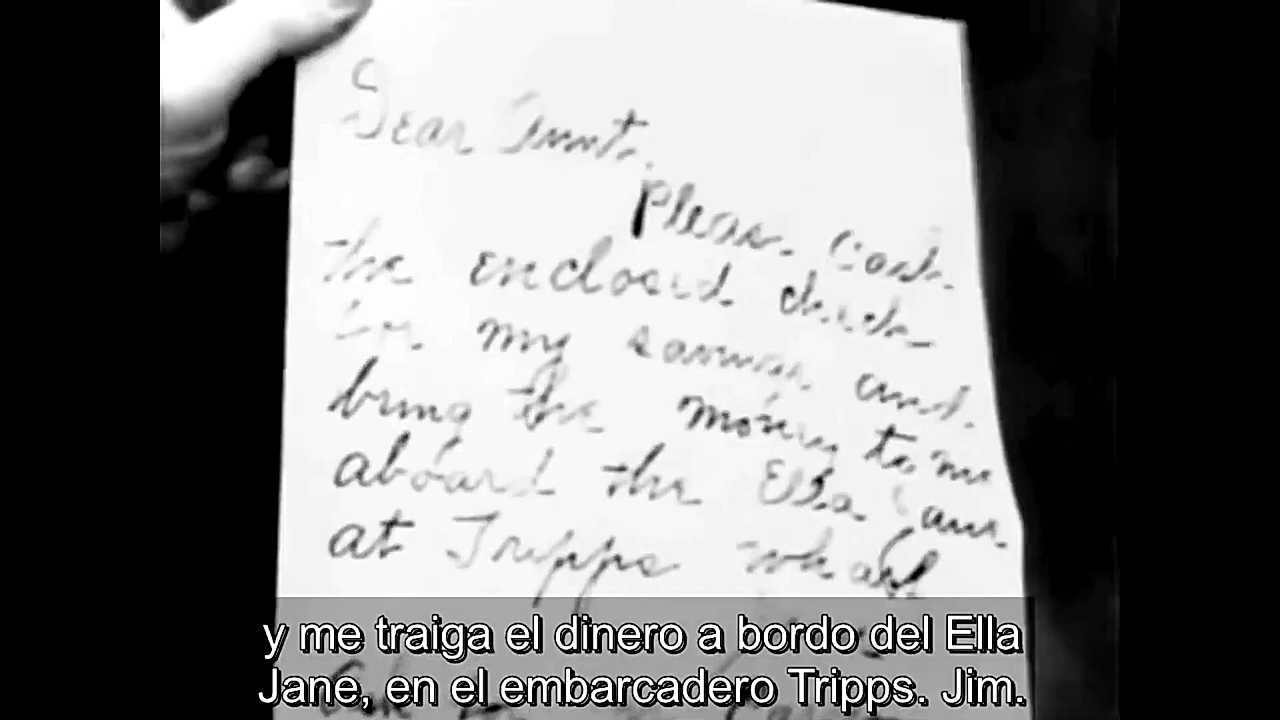 Dear Aunt,
Please cash
the enclosed check
for my savings and
bring the money to me
aboard the Ella Jane
at Tripps wharf
y me traiga el dinero a bordo del Ella
Jane, en el embarcadero Tripps. Jim.